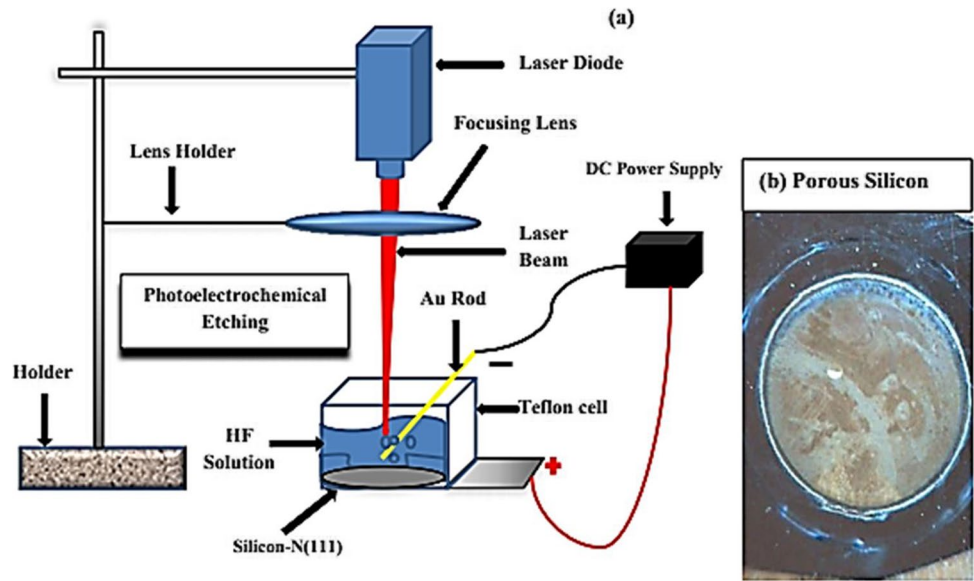 (a)
Laser Diode
Focusing Lens
Lens Holder
DC Power Supply
(b) Porous Silicon
Laser
Beam
Photoelectrochemical
Etching
Au Rod
−
Holder
Teflon cell
HF
Solution
+
Silicon-N(111)